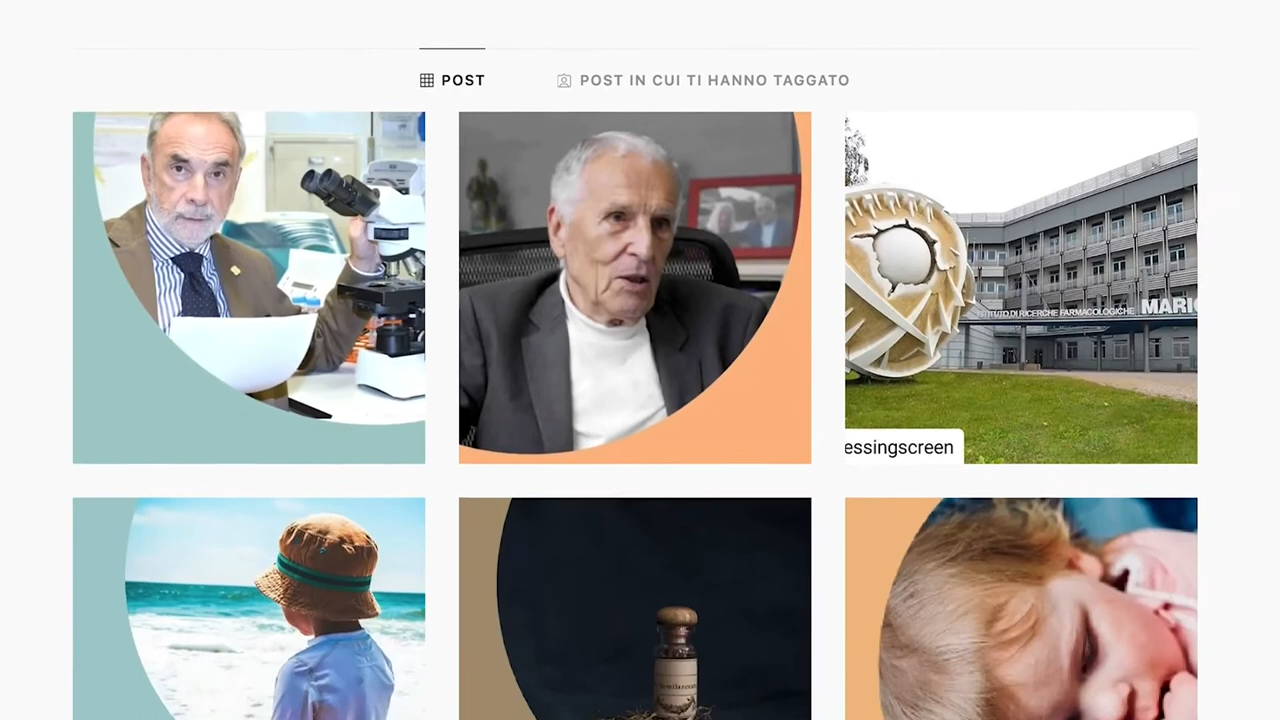 POST
POST IN CUI TI HANNO TAGGATO
ISTITUTO DI RICERCHE FARMACOLOGICHE MARIO
essingscreen